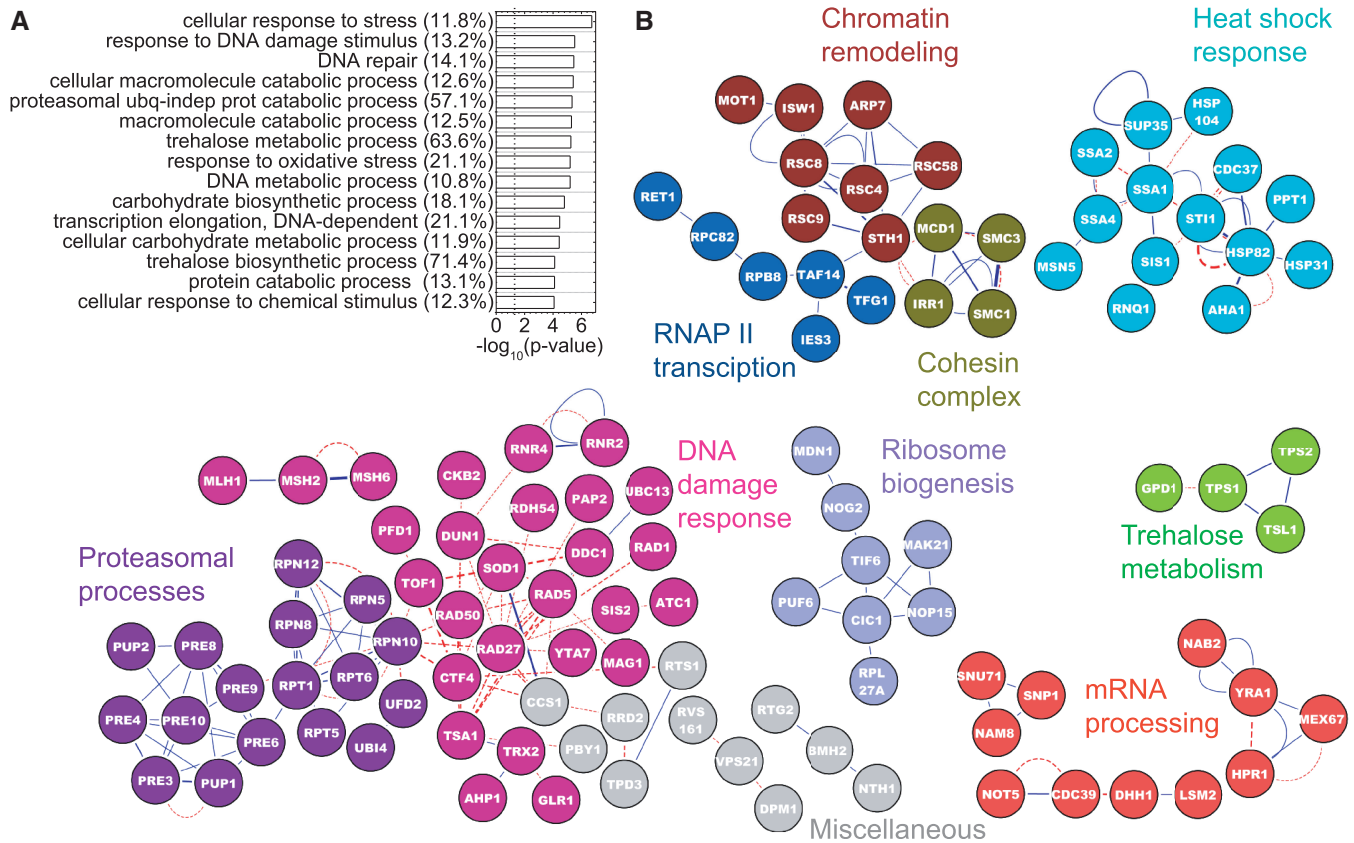 A
cellular response to stress (11.8%)
response to DNA damage stimulus (13.2%)
DNA repair (14.1%)
cellular macromolecule catabolic process (12.6%)
proteasomal ubq-indep prot catabolic process (57.1%)
macromolecule catabolic process (12.5%)
trehalose metabolic process (63.6%)
response to oxidative stress (21.1%)
DNA metabolic process (10.8%)
carbohydrate biosynthetic process (18.1%)
transcription elongation, DNA-dependent (21.1%)
cellular carbohydrate metabolic process (11.9%)
trehalose biosynthetic process (71.4%)
protein catabolic process (13.1%)
cellular response to chemical stimulus (12.3%)
0 2 4 6
-log10(p-value)
B
Chromatin
remodeling
MOT1
ISW1
ARP7
RSC8
RSC58
RSC4
RSC9
STH1
RET1
RPC82
RPB8
TAF14
TFG1
IES3
RNAP II
transciption
MCD1
SMC3
IRR1
SMC1
Cohesin
complex
Heat shock
response
SUP35
HSP
104
SSA2
CDC37
SSA1
PPT1
SSA4
STI1
MSN5
SIS1
HSP82
HSP31
RNQ1
AHA1
MLH1
MSH2
MSH6
CKB2
RNR4
RNR2
DNA
damage
response
RDH54
PAP2
UBC13
PFD1
DUN1
DDC1
RAD1
SOD1
TOF1
RAD5
RAD50
SIS2
ATC1
RAD27
YTA7
MAG1
CTF4
TSA1
TRX2
AHP1
GLR1
Proteasomal
processes
RPN12
RPN5
RPN8
RPN10
PUP2
PRE8
PRE9
RPT1
RPT6
UFD2
PRE4
PRE10
PRE6
RPT5
UBI4
PRE3
PUP1
RTS1
CCS1
RRD2
PBY1
TPD3
RVS
161
VPS21
DPM1
RTG2
BMH2
NTH1
Miscellaneous
Ribosome
biogenesis
MDN1
NOG2
TIF6
MAK21
PUF6
CIC1
NOP15
RPL
27A
TPS2
GPD1
TPS1
TSL1
Trehalose
metabolism
mRNA
processing
NAB2
SNU71
SNP1
NAM8
YRA1
MEX67
HPR1
NOT5
CDC39
DHH1
LSM2